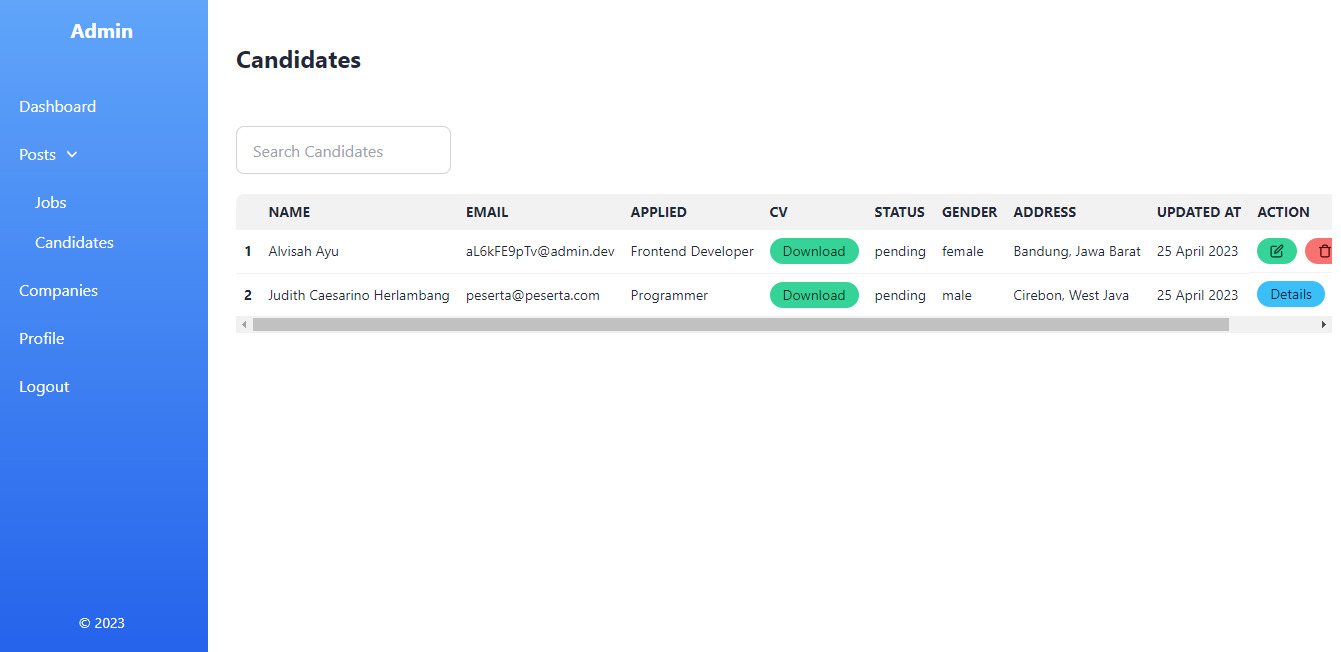 Admin
Dashboard
Posts
Jobs
Candidates
Companies
Profile
Logout
© 2023
Candidates
Search Candidates
NAME EMAIL APPLIED CV STATUS GENDER ADDRESS UPDATED AT ACTION
1 Alvisah Ayu aL6kFE9pTv@admin.dev Frontend Developer Download pending female Bandung, Jawa Barat 25 April 2023
2 Judith Caesarino Herlambang peserta@peserta.com Programmer Download pending male Cirebon, West Java 25 April 2023 Details